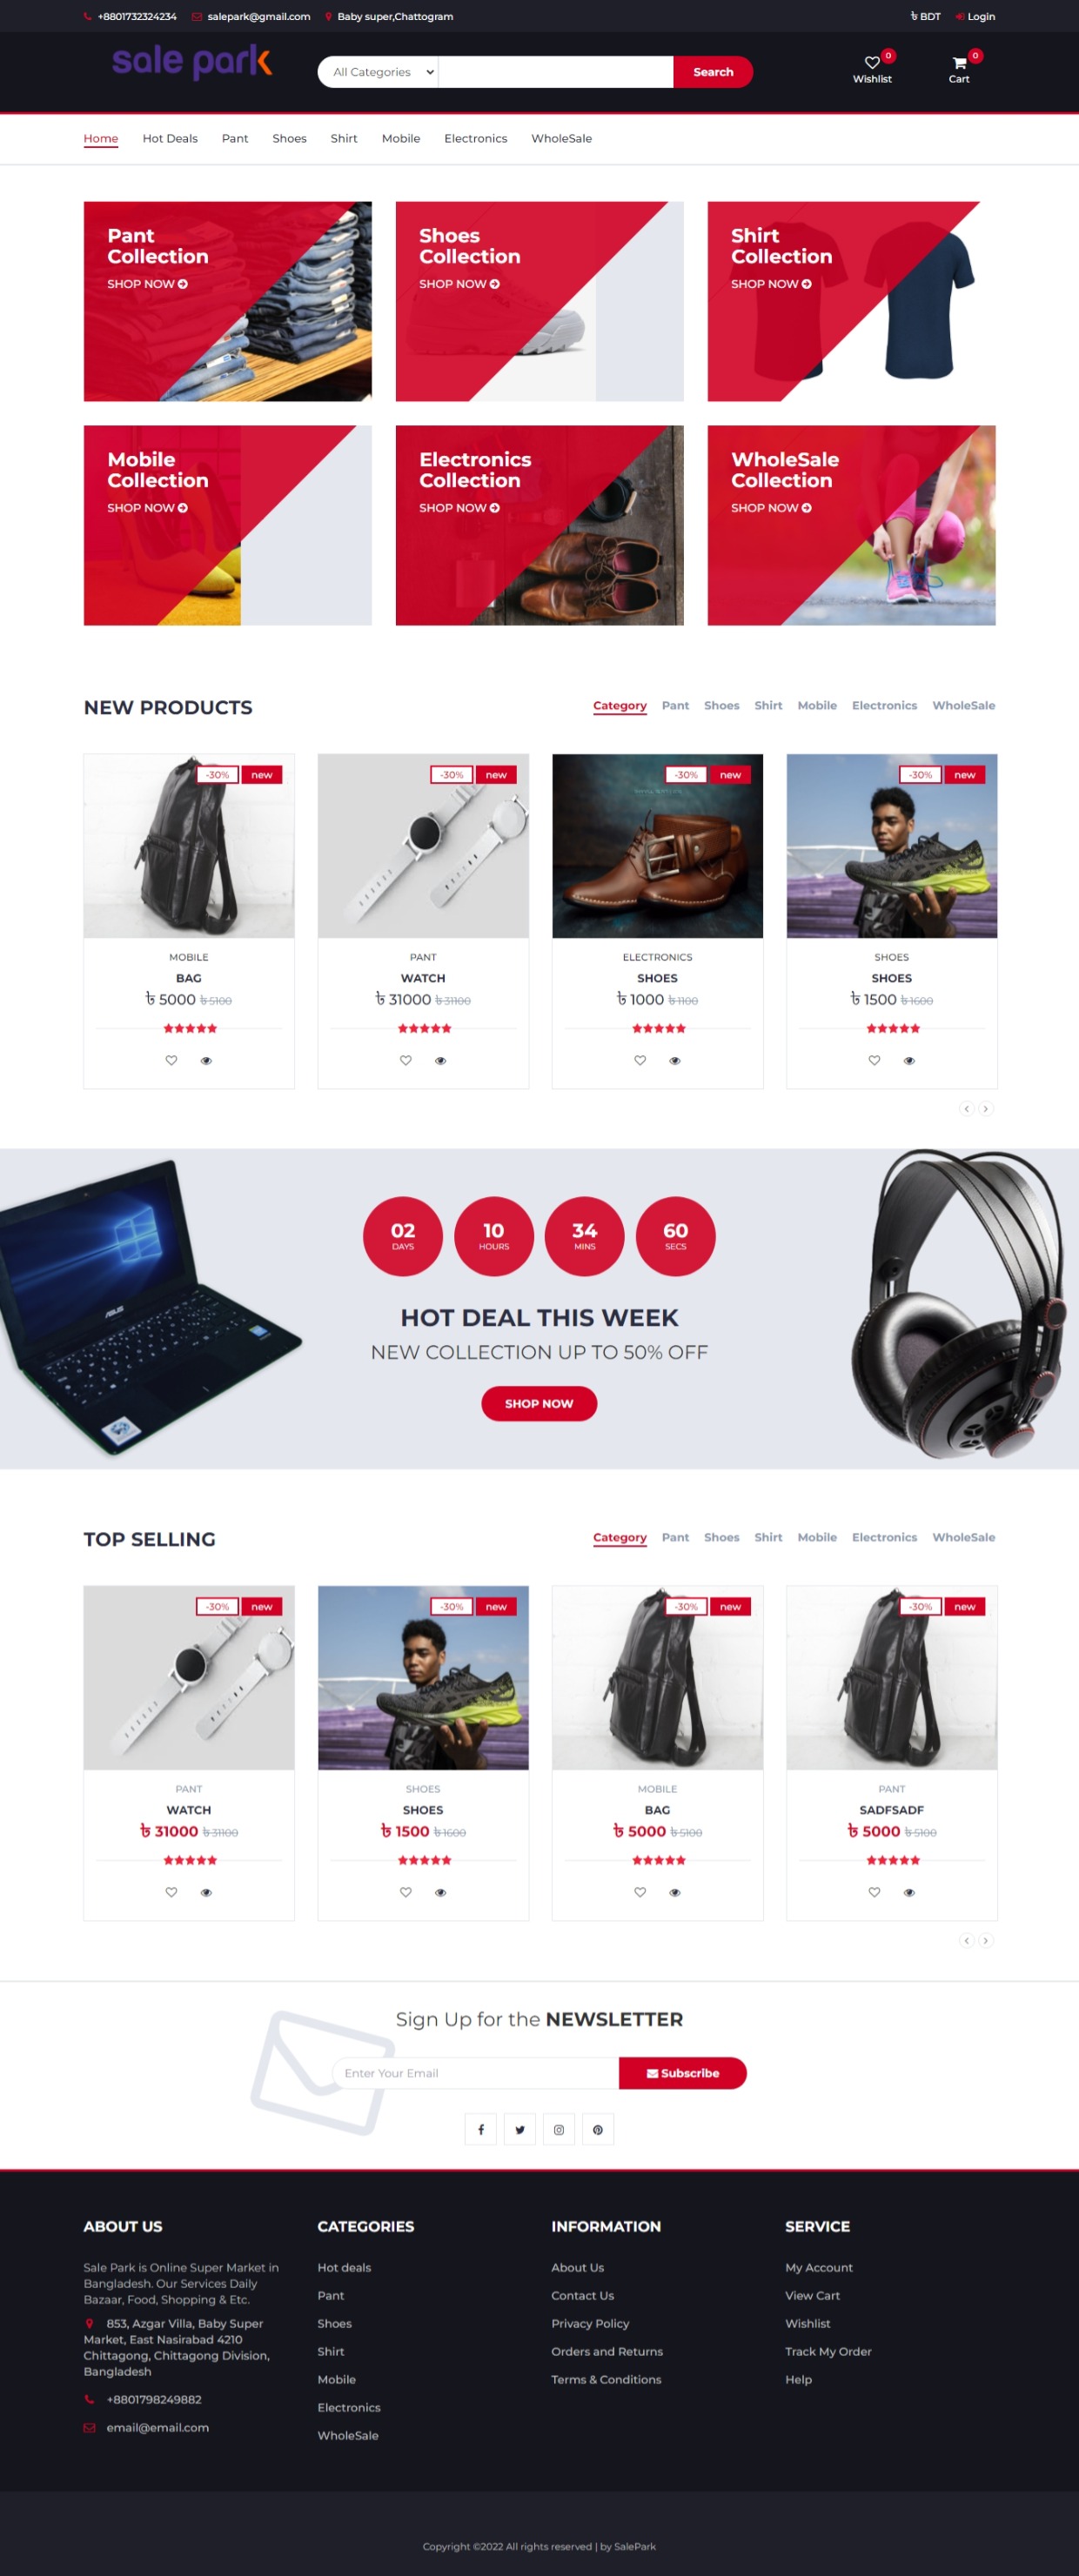 +8801732324234 salepark@gmail.com Baby super,Chattogram ৳ BDT Login
sale park
All Categories Search
0 Wishlist 0 Cart
Home Hot Deals Pant Shoes Shirt Mobile Electronics WholeSale
Pant
Collection
SHOP NOW
Shoes
Collection
SHOP NOW
Shirt
Collection
SHOP NOW
Mobile
Collection
SHOP NOW
Electronics
Collection
SHOP NOW
WholeSale
Collection
SHOP NOW
NEW PRODUCTS Category Pant Shoes Shirt Mobile Electronics WholeSale
-30% new
MOBILE
BAG
৳ 5000 ৳ 5100
-30% new
PANT
WATCH
৳ 31000 ৳ 31100
-30% new
ELECTRONICS
SHOES
৳ 1000 ৳ 1100
-30% new
SHOES
SHOES
৳ 1500 ৳ 1600
ASUS
02 10 34 60
DAYS HOURS MINS SECS
HOT DEAL THIS WEEK
NEW COLLECTION UP TO 50% OFF
SHOP NOW
TOP SELLING Category Pant Shoes Shirt Mobile Electronics WholeSale
-30% new
PANT
WATCH
৳ 31000 ৳ 31100
-30% new
SHOES
SHOES
৳ 1500 ৳ 1600
-30% new
MOBILE
BAG
৳ 5000 ৳ 5100
-30% new
PANT
SADFSADF
৳ 5000 ৳ 5100
Sign Up for the NEWSLETTER
Enter Your Email Subscribe
ABOUT US
Sale Park is Online Super Market in
Bangladesh. Our Services Daily
Bazaar, Food, Shopping & Etc.
853, Azgar Villa, Baby Super
Market, East Nasirabad 4210
Chittagong, Chittagong Division,
Bangladesh
+8801798249882
email@email.com
CATEGORIES
Hot deals
Pant
Shoes
Shirt
Mobile
Electronics
WholeSale
INFORMATION
About Us
Contact Us
Privacy Policy
Orders and Returns
Terms & Conditions
SERVICE
My Account
View Cart
Wishlist
Track My Order
Help
Copyright ©2022 All rights reserved | by SalePark